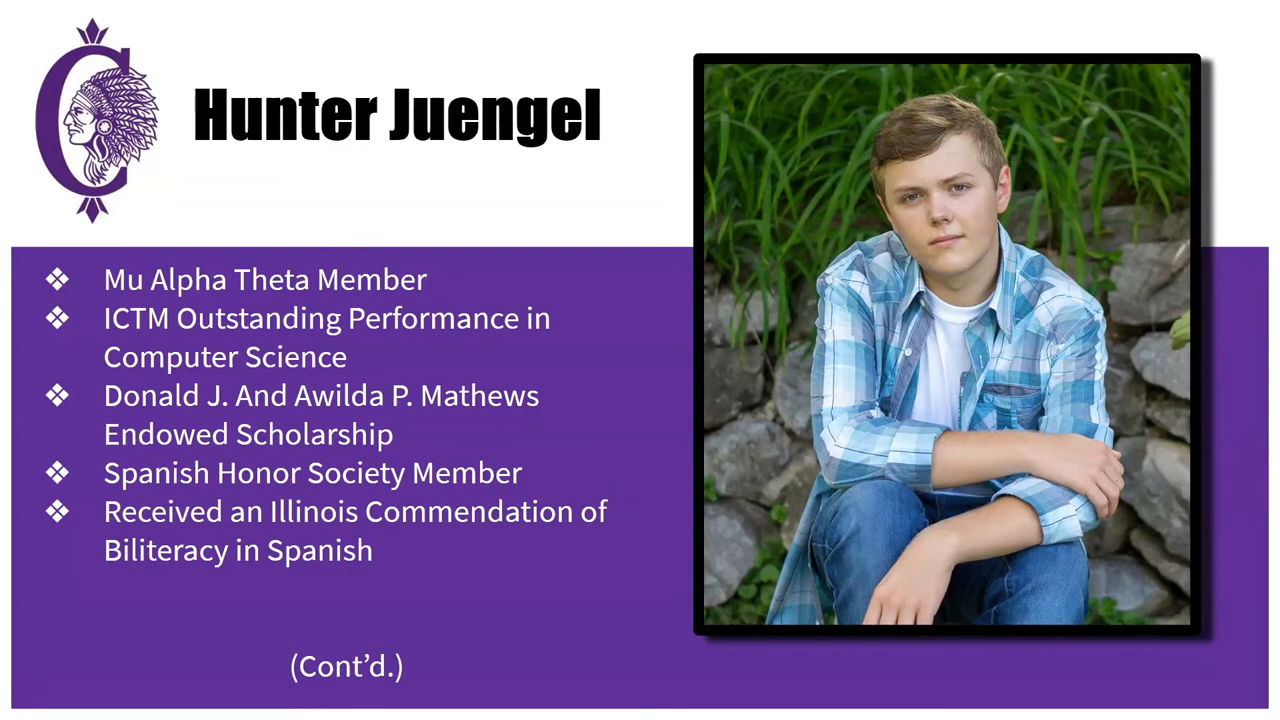 Hunter Juengel
❖ Mu Alpha Theta Member
❖ ICTM Outstanding Performance in
Computer Science
❖ Donald J. And Awilda P. Mathews
Endowed Scholarship
❖ Spanish Honor Society Member
❖ Received an Illinois Commendation of
Biliteracy in Spanish
(Cont’d.)